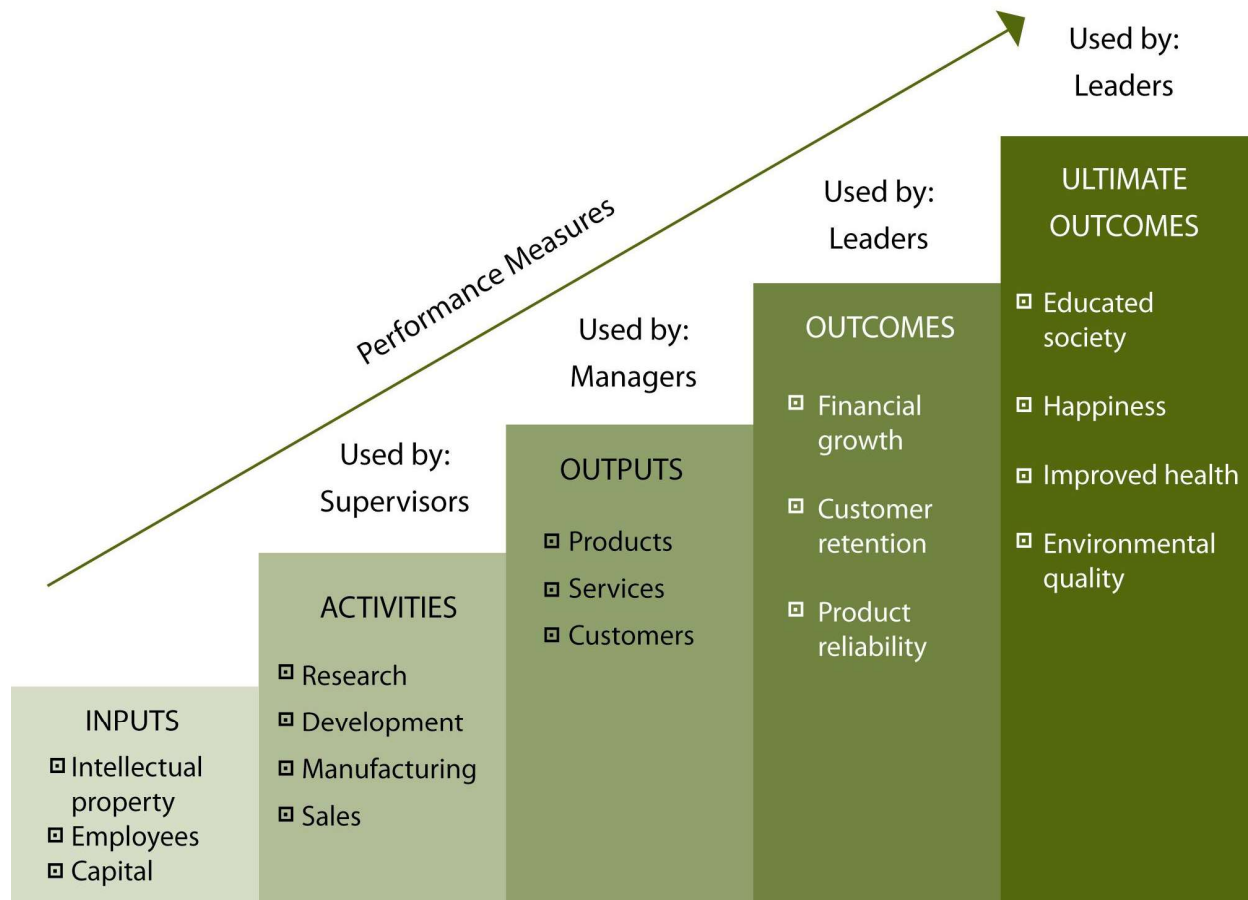 Performance Measures
INPUTS
Intellectual
property
Employees
Capital
Used by:
Supervisors
ACTIVITIES
Research
Development
Manufacturing
Sales
Used by:
Managers
OUTPUTS
Products
Services
Customers
Used by:
Leaders
OUTCOMES
Financial
growth
Customer
retention
Product
reliability
Used by:
Leaders
ULTIMATE
OUTCOMES
Educated
society
Happiness
Improved health
Environmental
quality